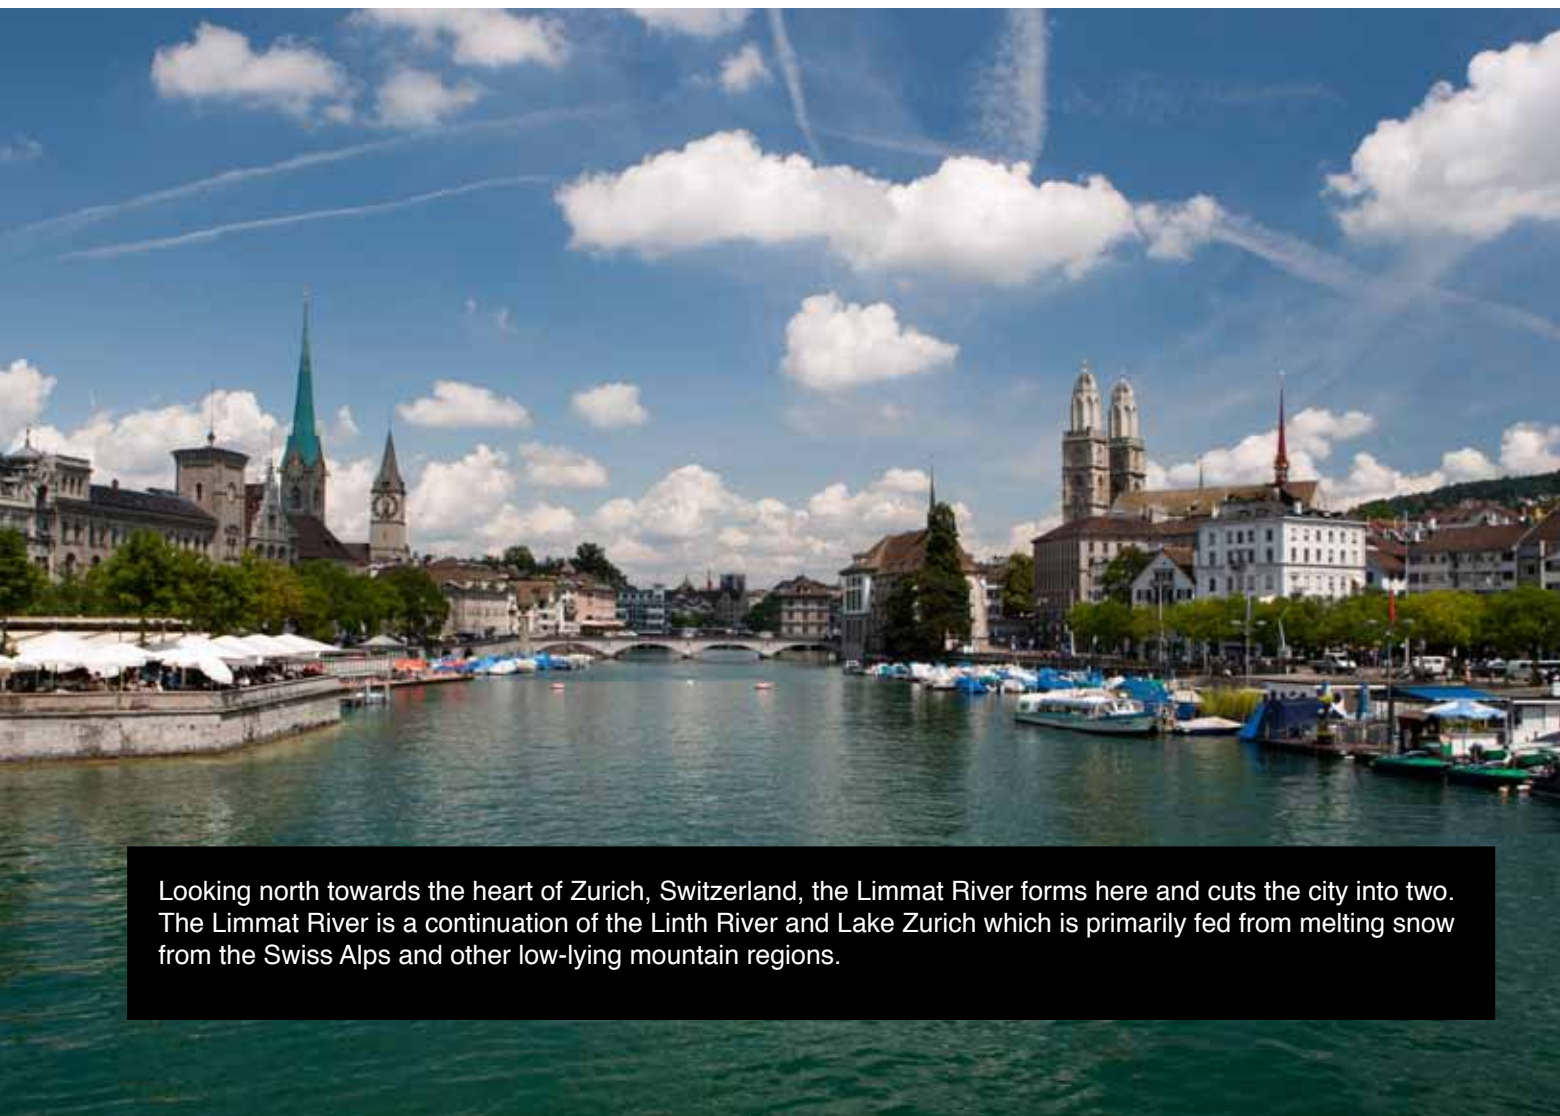 Looking north towards the heart of Zurich, Switzerland, the Limmat River forms here and cuts the city into two.
The Limmat River is a continuation of the Linth River and Lake Zurich which is primarily fed from melting snow
from the Swiss Alps and other low-lying mountain regions.